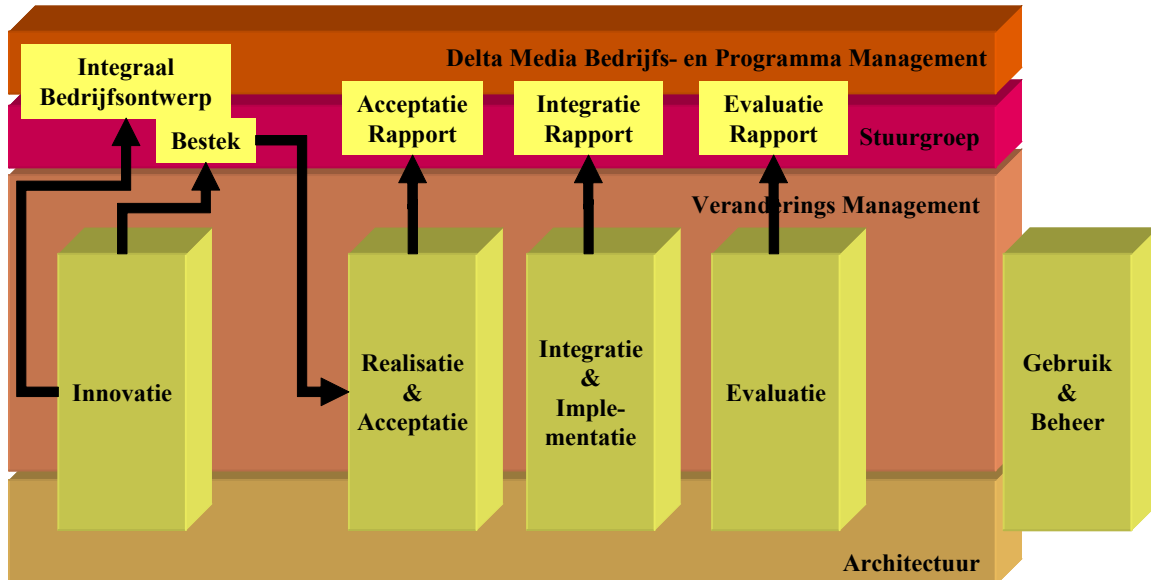 Delta Media Bedrijfs- en Programma Management
Integraal
Bedrijfsontwerp
Bestek
Acceptatie
Rapport
Integratie
Rapport
Evaluatie
Rapport
Stuurgroep
Veranderings Management
Innovatie
Realisatie
&
Acceptatie
Integratie
&
Imple-
mentatie
Evaluatie
Gebruik
&
Beheer
Architectuur